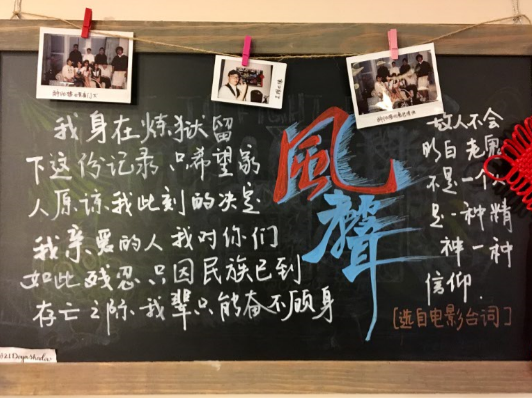 我身在炼狱留
下这份记录只希望家
人原谅我此刻的决定
我亲爱的人我对你们
如此残忍只因民族已到
存亡之际我辈只能奋不顾身
風聲
敌人不会
明白老鬼
不是一个
是一种精
神一种
信仰.
[选自电影台词]